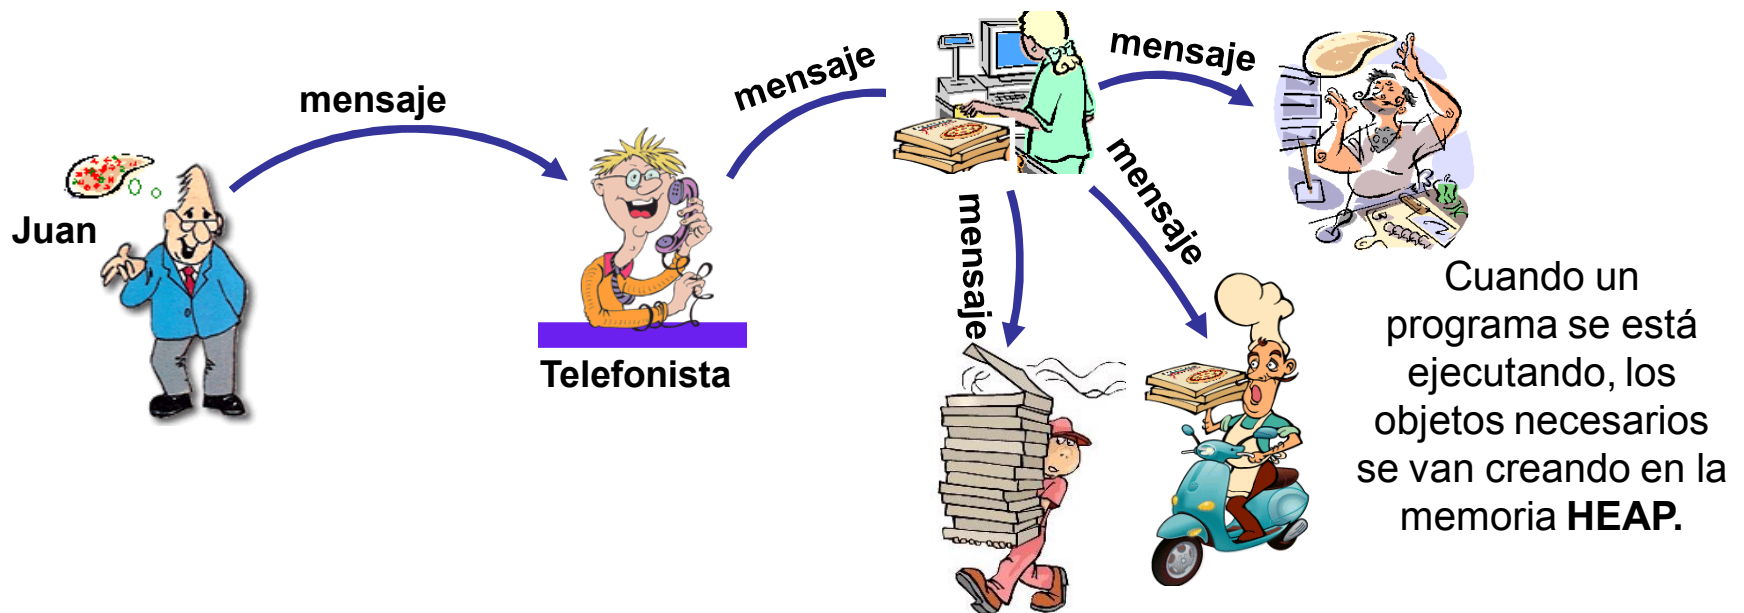 mensaje
mensaje
mensaje
mensaje
mensaje
Juan
Telefonista
Cuando un
programa se está
ejecutando, los
objetos necesarios
se van creando en la
memoria HEAP.